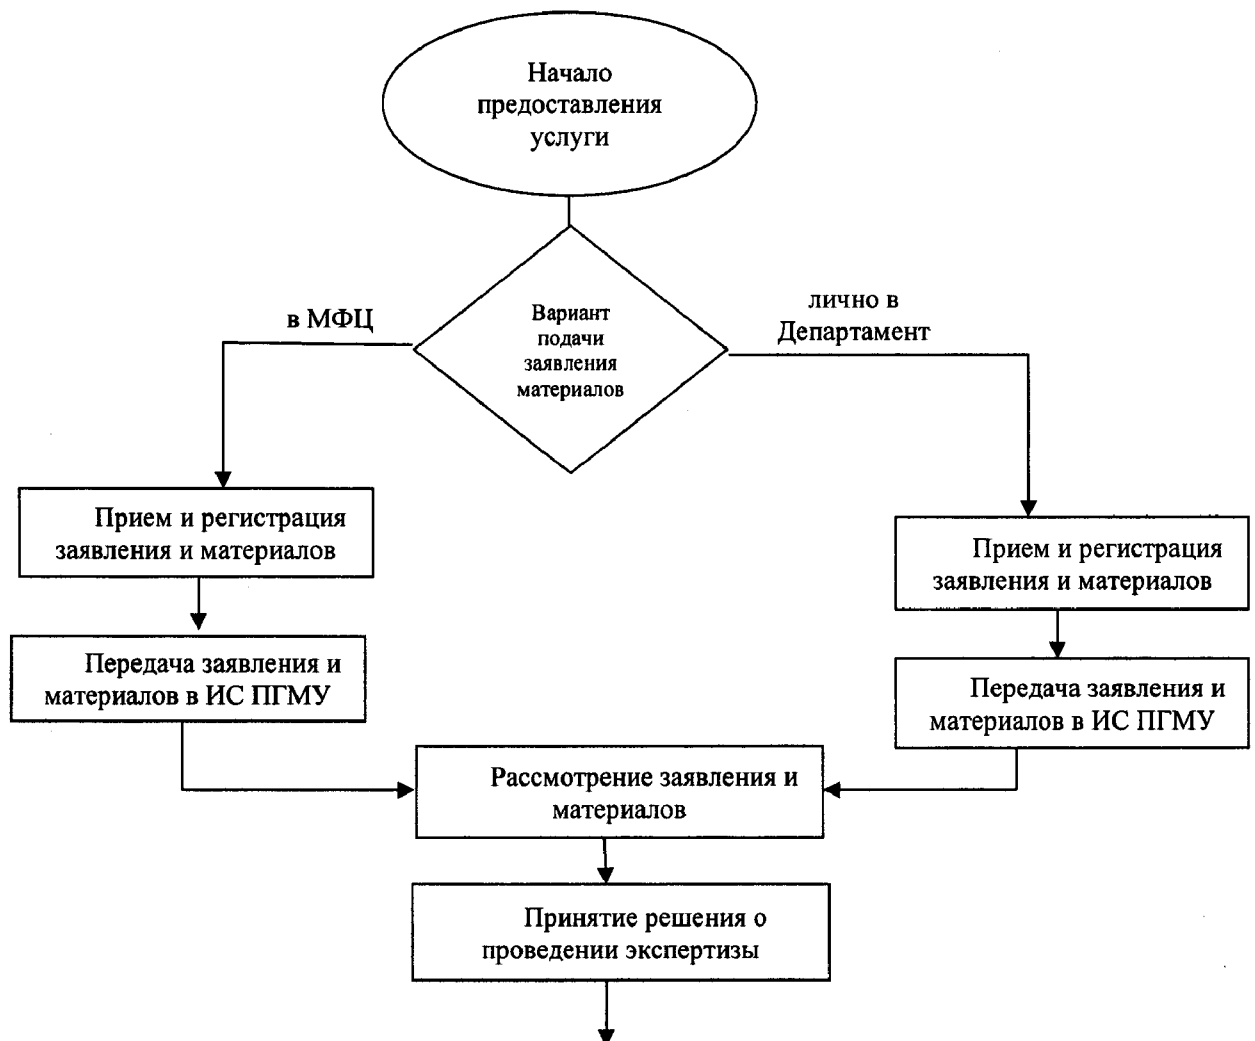 Начало
предоставления
услуги
Вариант
подачи
заявления
материалов
в МФЦ
лично в
Департамент
Прием и регистрация
заявления и материалов
Передача заявления и
материалов в ИС ПГМУ
Прием и регистрация
заявления и материалов
Передача заявления и
материалов в ИС ПГМУ
Рассмотрение заявления и
материалов
Принятие решения о
проведении экспертизы